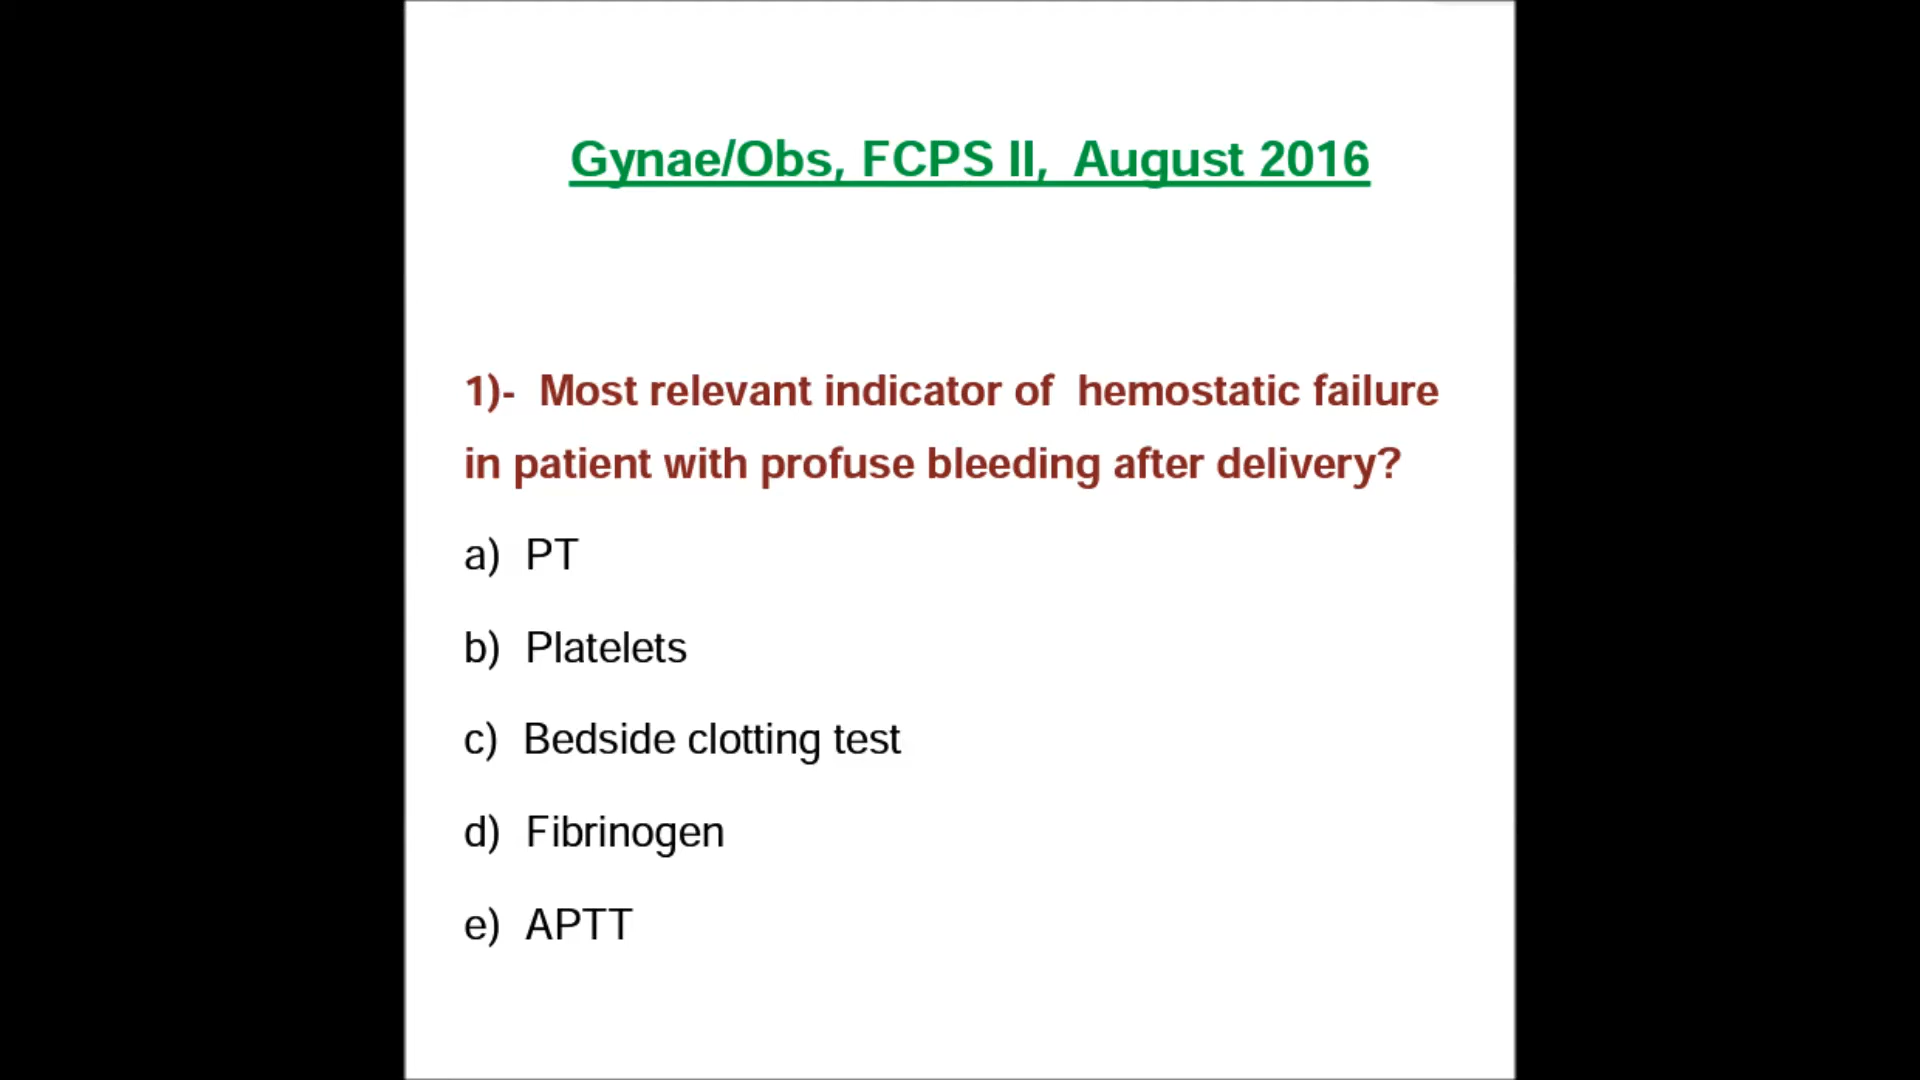 Gynae/Obs, FCPS II, August 2016
1)- Most relevant indicator of hemostatic failure
in patient with profuse bleeding after delivery?
a) PT
b) Platelets
c) Bedside clotting test
d) Fibrinogen
e) APTT